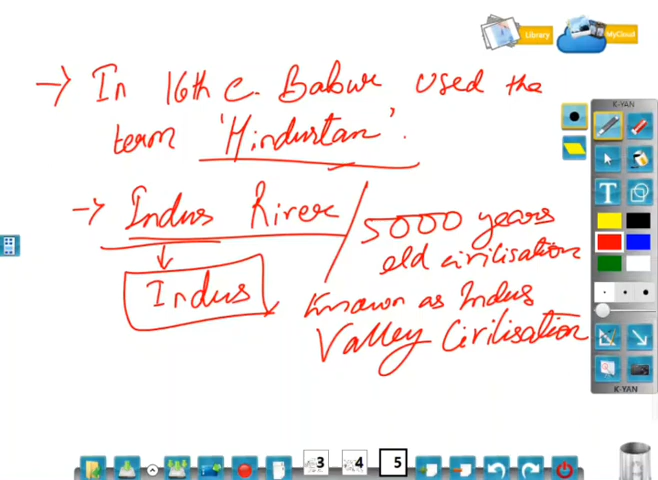 Library
MyCloud
→ In 16th c. Babur used the
term 'Hindustan'.
K-YAN
→ Indus River / 5000 years
old civilisation
Indus
known as Indus
Valley Civilisation
K-YAN
3
4
5